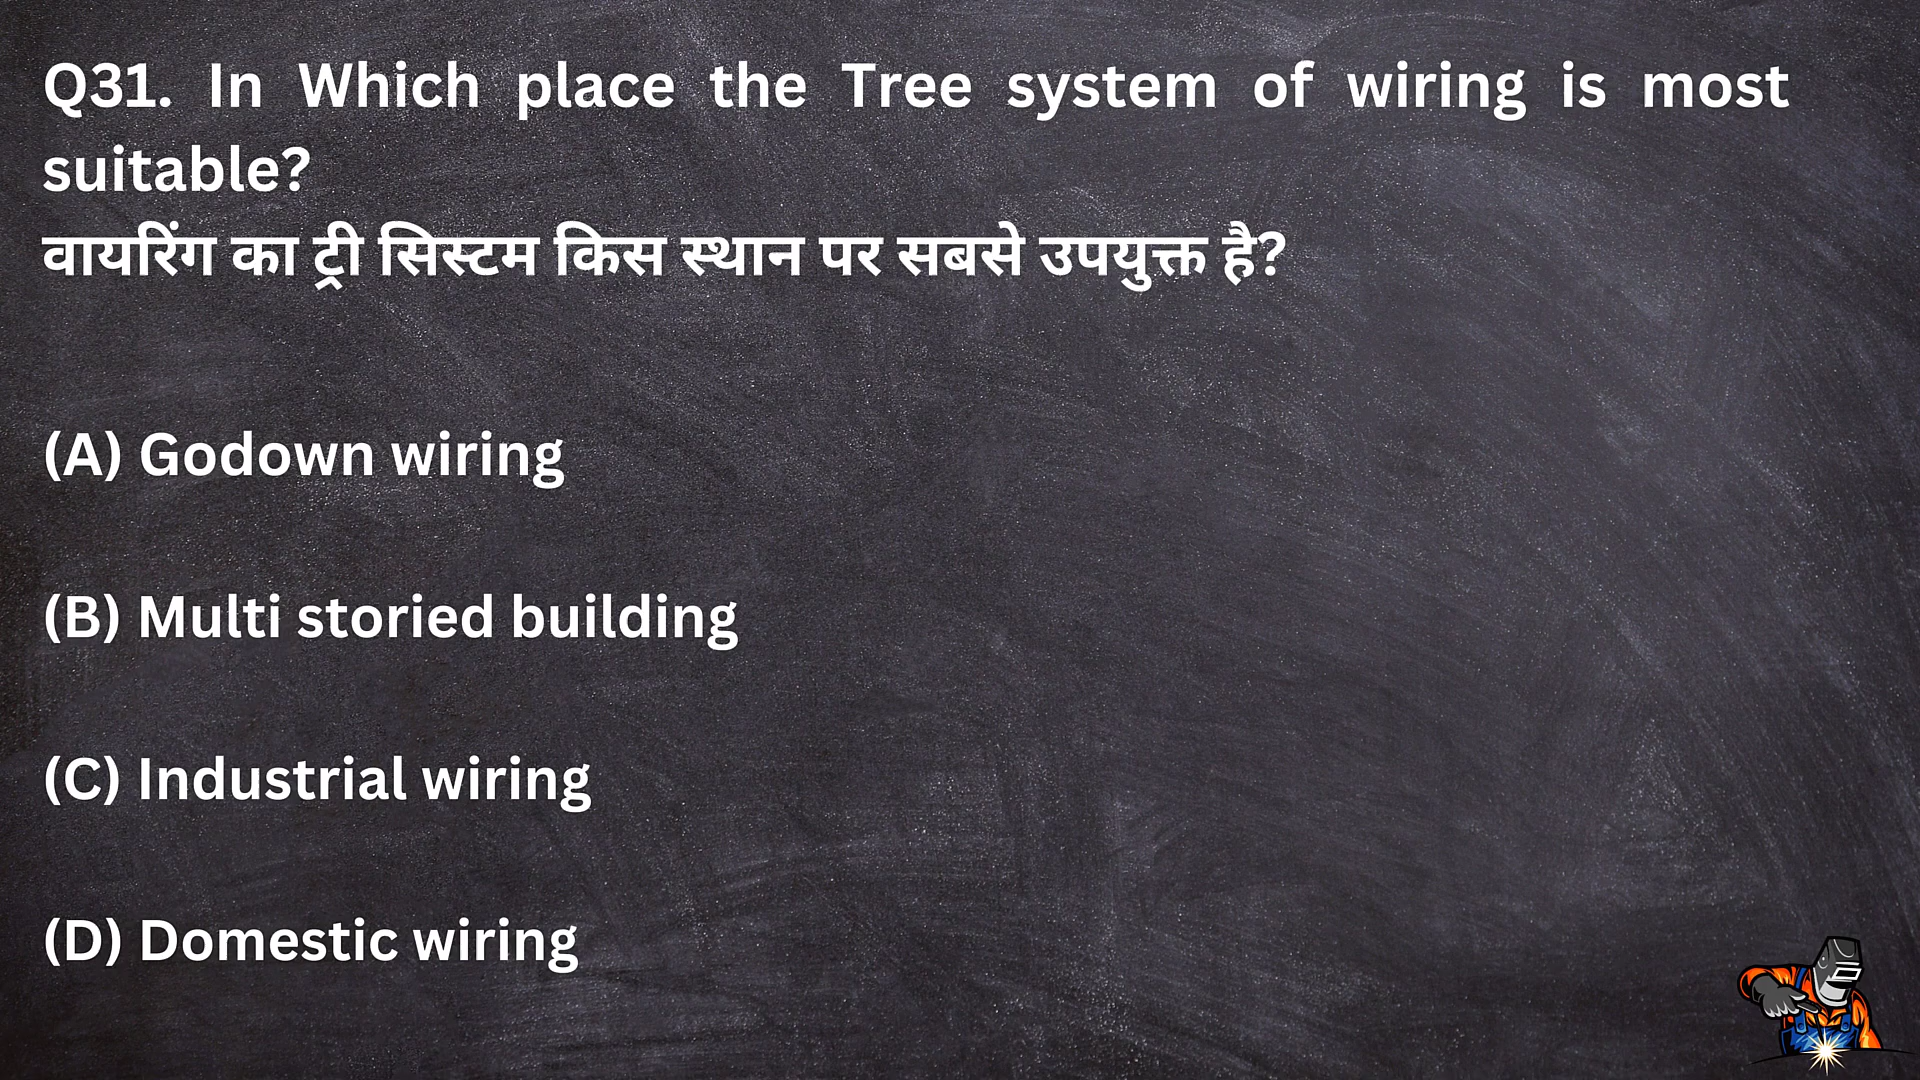 Q31. In Which place the Tree system of wiring is most
suitable?
वायरिंग का ट्री सिस्टम किस स्थान पर सबसे उपयुक्त है?
(A) Godown wiring
(B) Multi storied building
(C) Industrial wiring
(D) Domestic wiring